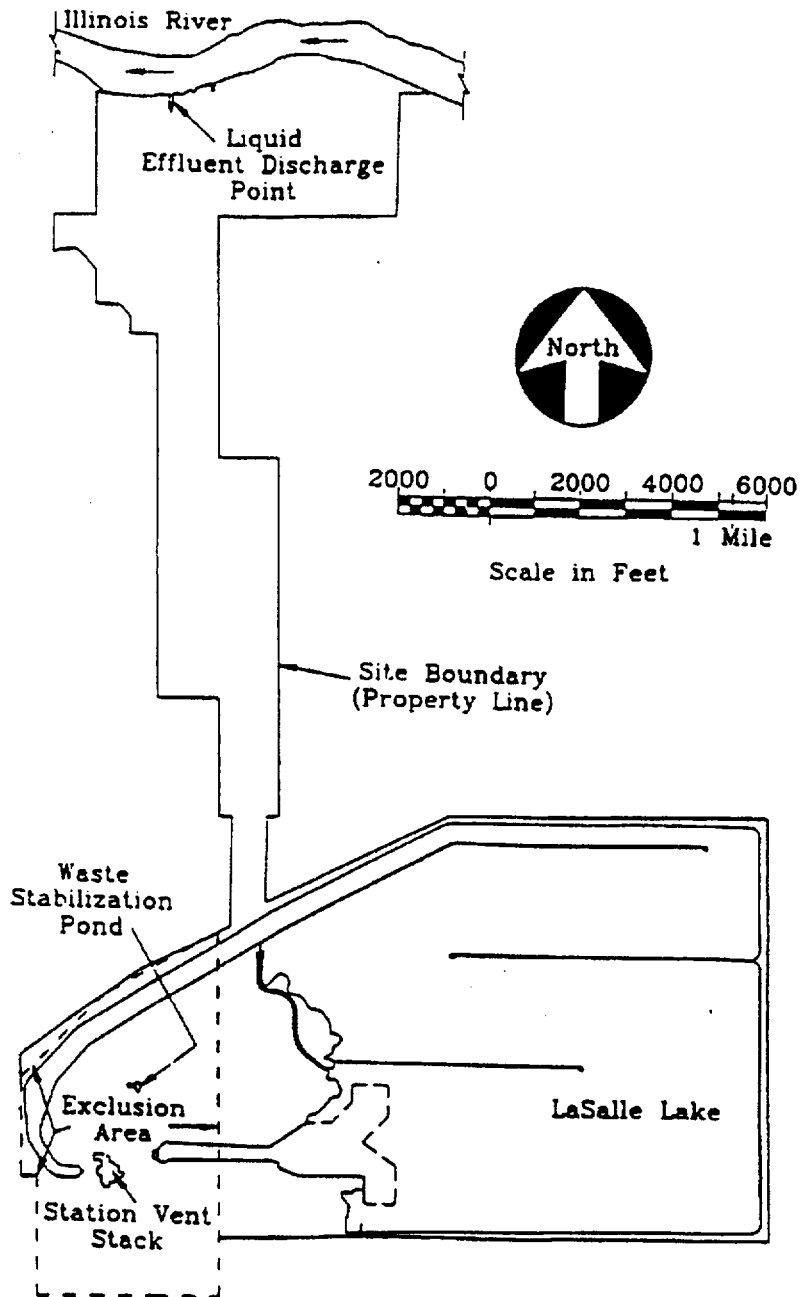 Illinois River
Liquid
Effluent Discharge
Point
North
2000 0 2000 4000 6000
1 Mile
Scale in Feet
Site Boundary
(Property Line)
Waste
Stabilization
Pond
Exclusion
Area
LaSalle Lake
Station Vent
Stack